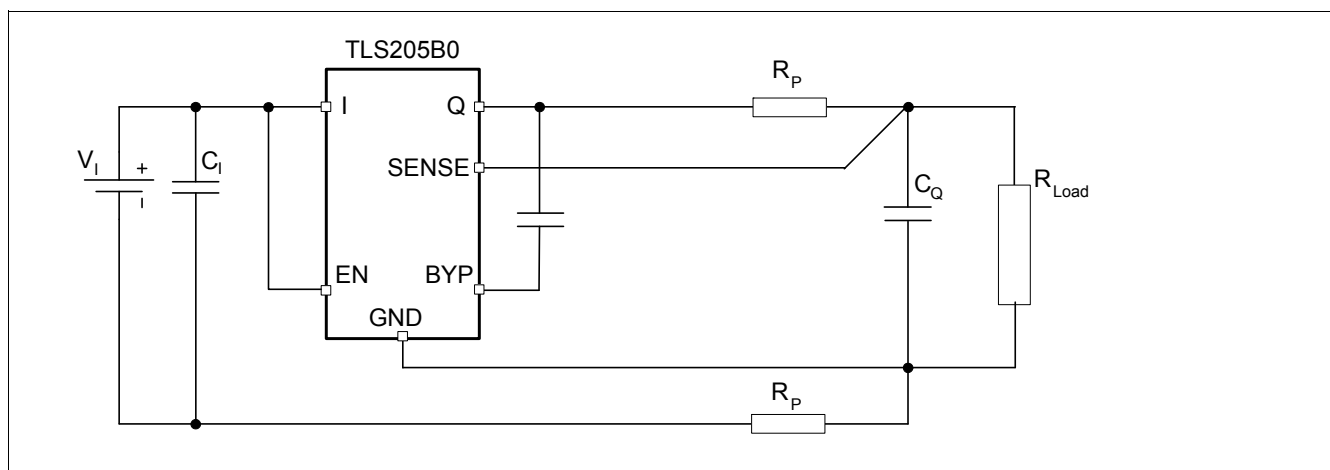 TLS205B0
I
Q
R_P
V_I
+
I
C_I
SENSE
C_Q
R_Load
EN
BYP
GND
R_P